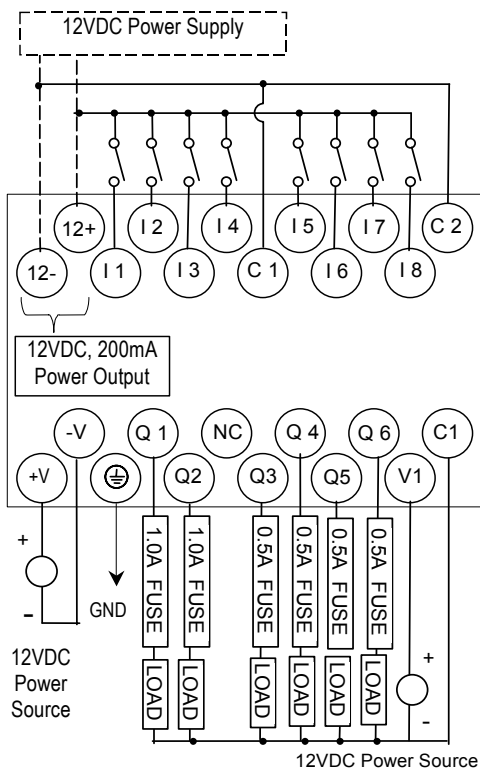 12VDC Power Supply
12+
I 2
I 4
I 5
I 7
C 2
12-
I 1
I 3
C 1
I 6
I 8
12VDC, 200mA
Power Output
-V
Q 1
NC
Q 4
Q 6
C1
+V
Q2
Q3
Q5
V1
1.0A FUSE
1.0A FUSE
0.5A FUSE
0.5A FUSE
0.5A FUSE
0.5A FUSE
+
-
GND
12VDC
Power
Source
LOAD
LOAD
LOAD
LOAD
LOAD
LOAD
+
-
12VDC Power Source